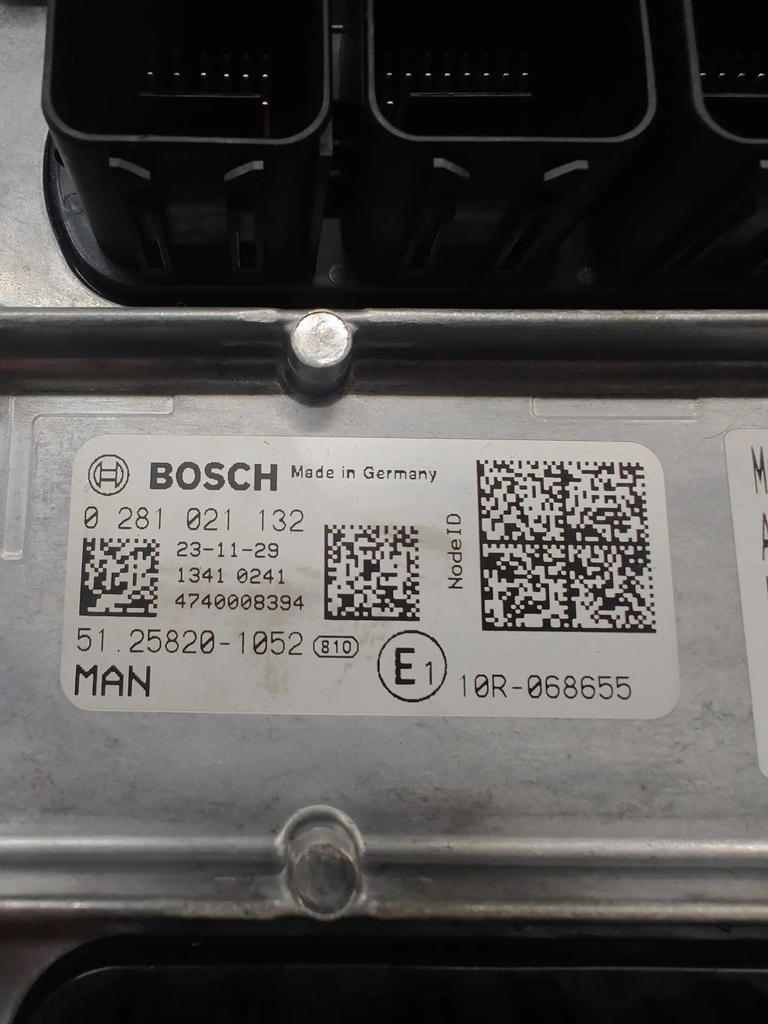 BOSCH Made in Germany
0 281 021 132
23-11-29
1341 0241
4740008394
NodeID
51.25820-1052 810
MAN
E1 10R-068655